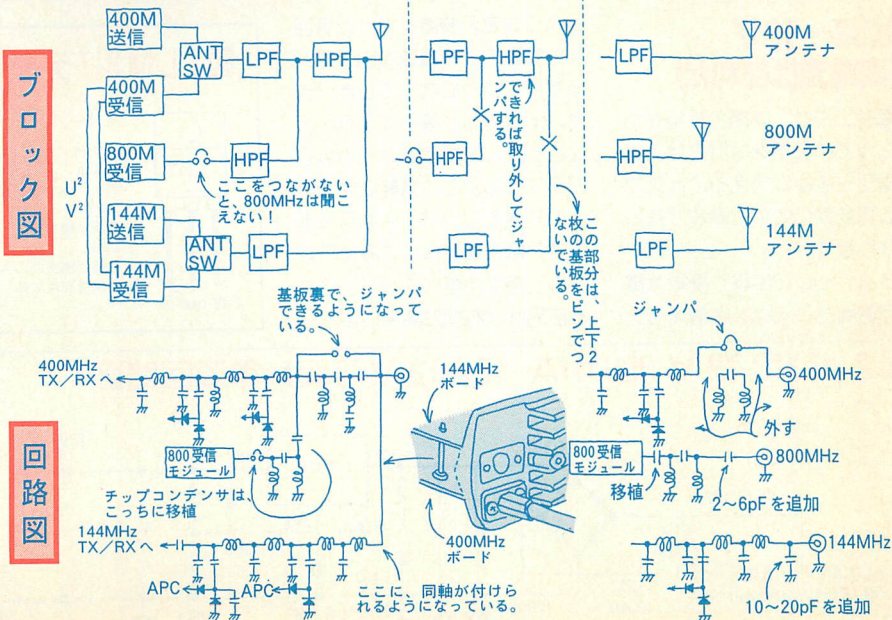 ブロック図
400M
送信
400M
受信
800M
受信
144M
送信
144M
受信
U²
V²
ANT
SW
LPF
HPF
HPF
ANT
SW
LPF
ここをつながない
と、800MHzは聞こ
えない!
LPF
HPF
HPF
LPF
できれば取り外してジャ
ンパする。
この部分は、上下2
枚の基板をピンでつ
ないでいる。
LPF
400M
アンテナ
HPF
800M
アンテナ
LPF
144M
アンテナ
回路図
基板裏で、ジャンパ
できるようになって
いる。
400MHz
TX/RXへ
800受信
モジュール
チップコンデンサは、
こっちに移植
144MHz
TX/RXへ
APC
APC
ここに、同軸が付けら
れるようになっている。
144MHz
ボード
400MHz
ボード
ジャンパ
400MHz
外す
800受信
モジュール
移植
800MHz
2~6pFを追加
144MHz
10~20pFを追加